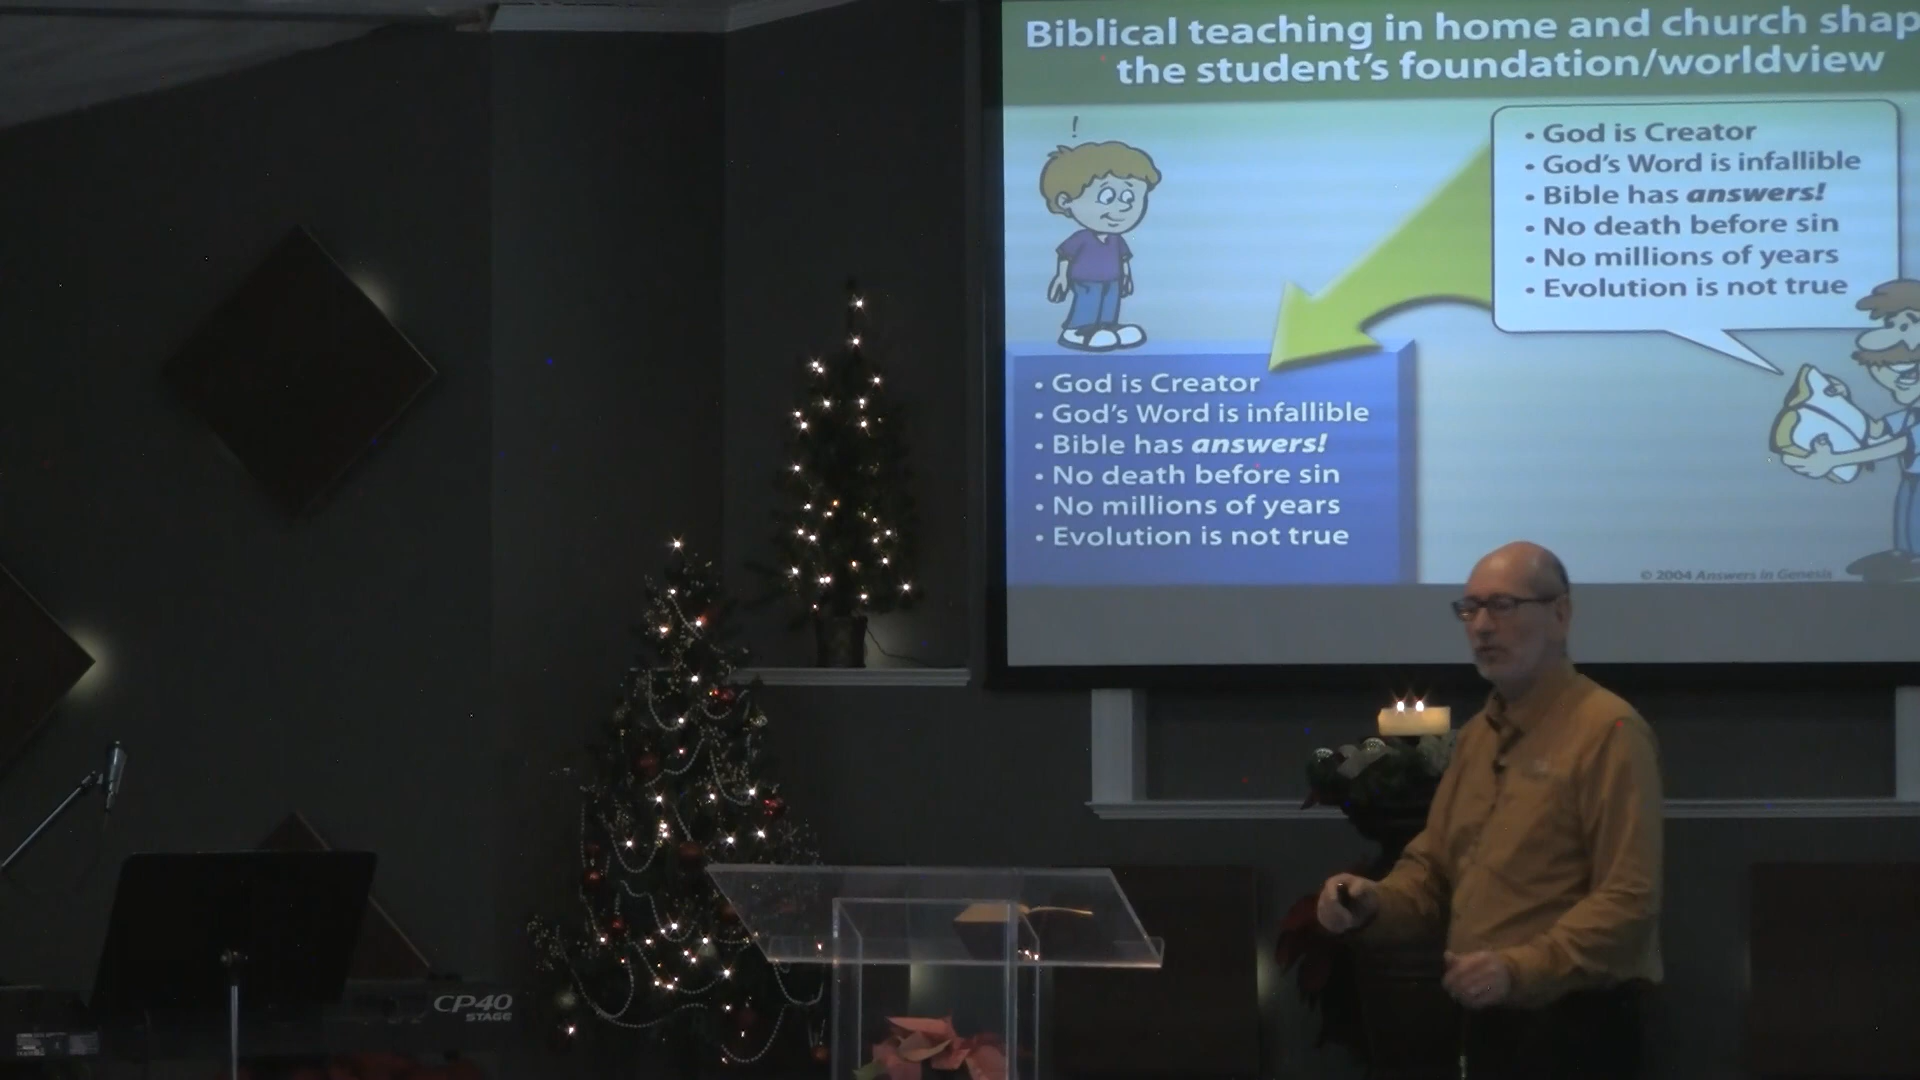 Biblical teaching in home and church shap
the student's foundation/worldview
!
• God is Creator
• God's Word is infallible
• Bible has answers!
• No death before sin
• No millions of years
• Evolution is not true
• God is Creator
• God's Word is infallible
• Bible has answers!
• No death before sin
• No millions of years
• Evolution is not true
© 2004 Answers in Genesis
CP40
STAGE